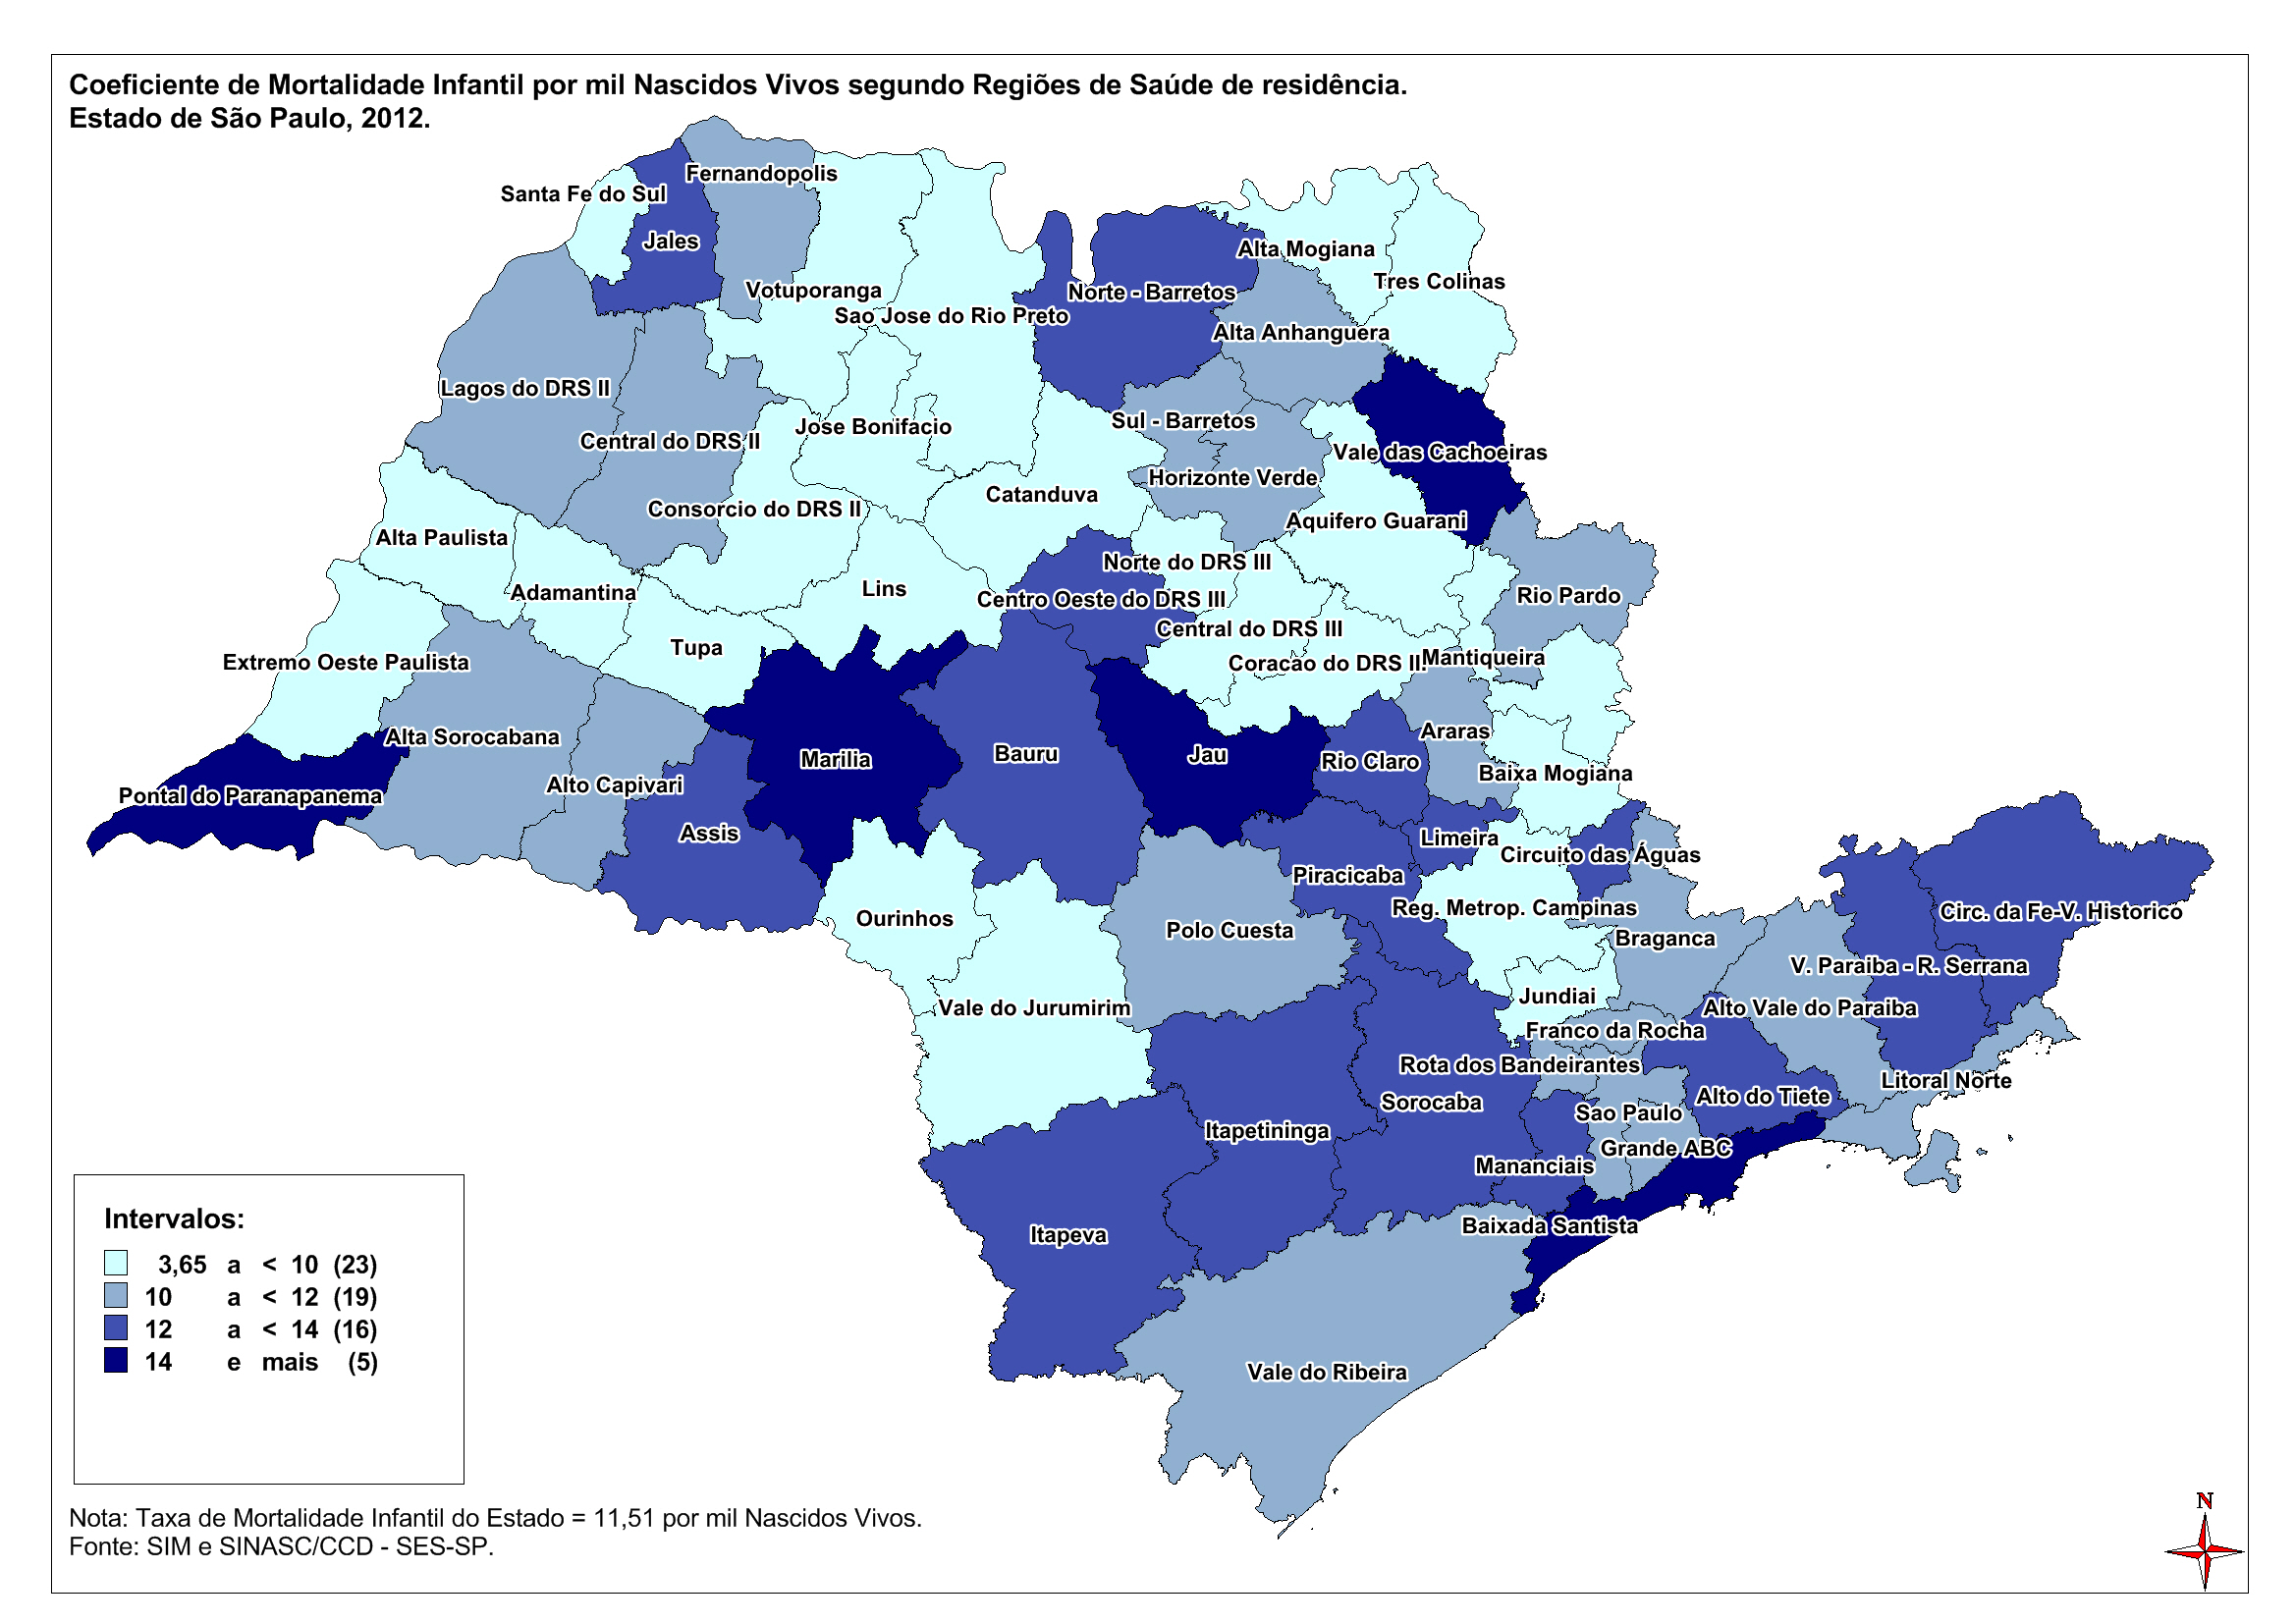 Coeficiente de Mortalidade Infantil por mil Nascidos Vivos segundo Regiões de Saúde de residência.
Estado de São Paulo, 2012.
Fernandopolis
Santa Fe do Sul
Jales
Alta Mogiana
Tres Colinas
Votuporanga
Norte - Barretos
Sao Jose do Rio Preto
Alta Anhanguera
Lagos do DRS II
Sul - Barretos
Jose Bonifacio
Central do DRS II
Vale das Cachoeiras
Horizonte Verde
Catanduva
Consorcio do DRS II
Aquifero Guarani
Alta Paulista
Norte do DRS III
Lins
Adamantina
Rio Pardo
Centro Oeste do DRS III
Central do DRS III
Tupa
Mantiqueira
Extremo Oeste Paulista
Coracao do DRS II
Araras
Alta Sorocabana
Bauru
Jau
Marilia
Rio Claro
Baixa Mogiana
Alto Capivari
Pontal do Paranapanema
Assis
Limeira
Circuito das Águas
Piracicaba
Reg. Metrop. Campinas
Circ. da Fe-V. Historico
Ourinhos
Polo Cuesta
Braganca
V. Paraiba - R. Serrana
Jundiai
Vale do Jurumirim
Alto Vale do Paraiba
Franco da Rocha
Rota dos Bandeirantes
Litoral Norte
Alto do Tiete
Sorocaba
Sao Paulo
Itapetininga
Grande ABC
Mananciais
Baixada Santista
Itapeva
Vale do Ribeira
Intervalos:
3,65 a < 10 (23)
10 a < 12 (19)
12 a < 14 (16)
14 e mais (5)
Nota: Taxa de Mortalidade Infantil do Estado = 11,51 por mil Nascidos Vivos.
Fonte: SIM e SINASC/CCD - SES-SP.
N